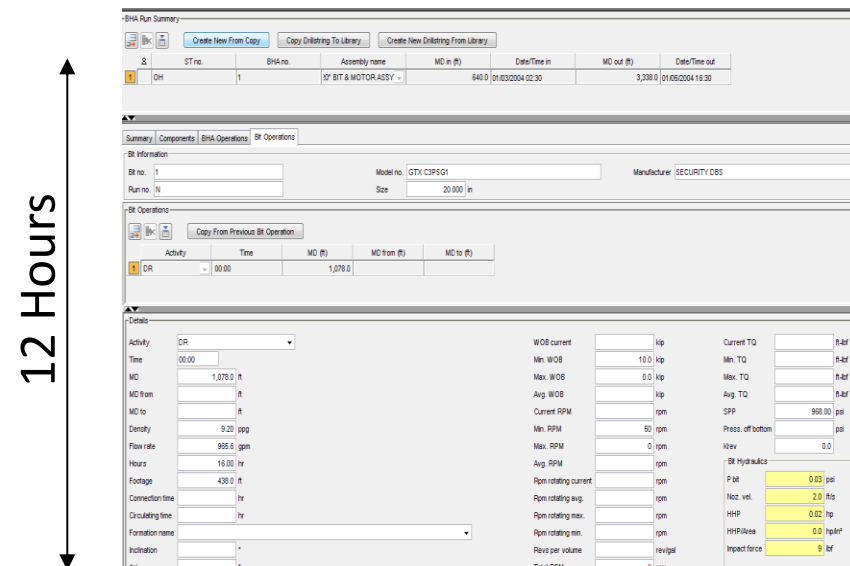 12 Hours
BHA Run Summary
Create New From Copy Copy Drillstring To Library Create New Drillstring From Library
ST no. BHA no. Assembly name MD in (ft) Date/Time in MD out (ft) Date/Time out
1 OH 1 BIT & MOTOR ASSY 640.0 01/03/2004 02:30 3,338.0 01/05/2004 16:30
Summary Components BHA Operations Bit Operations
Bit Information
Bit no. 1 Model no. GTX C3PSG1 Manufacturer SECURITY DBS
Run no. N Size 20.000 in
Bit Operations
Copy From Previous Bit Operation
Activity Time MD (ft) MD from (ft) MD to (ft)
1 DR 00:00 1,078.0
Details
Activity DR WOB current kip Current TQ ft-lbf
Time 00:00 Min. WOB 10.0 kip Min. TQ ft-lbf
MD 1,078.0 ft Max. WOB 0.0 kip Max. TQ ft-lbf
MD from ft Avg. WOB kip Avg. TQ ft-lbf
MD to ft Current RPM rpm SPP 968.00 psi
Density 9.20 ppg Min. RPM 50 rpm Press. off bottom psi
Flow rate 965.6 gpm Max. RPM 0 rpm krev 0.0
Hours 16.00 hr Avg. RPM rpm Bit Hydraulics
Footage 438.0 ft Rpm rotating current rpm P bit 0.03 psi
Connection time hr Rpm rotating avg. rpm Noz. vel. 2.0 ft/s
Circulating time hr Rpm rotating max. rpm HHP 0.02 hp
Formation name Rpm rotating min. rpm HHP/Area 0.0 hp/in²
Inclination ° Revs per volume rev/gal Impact force 9 lbf